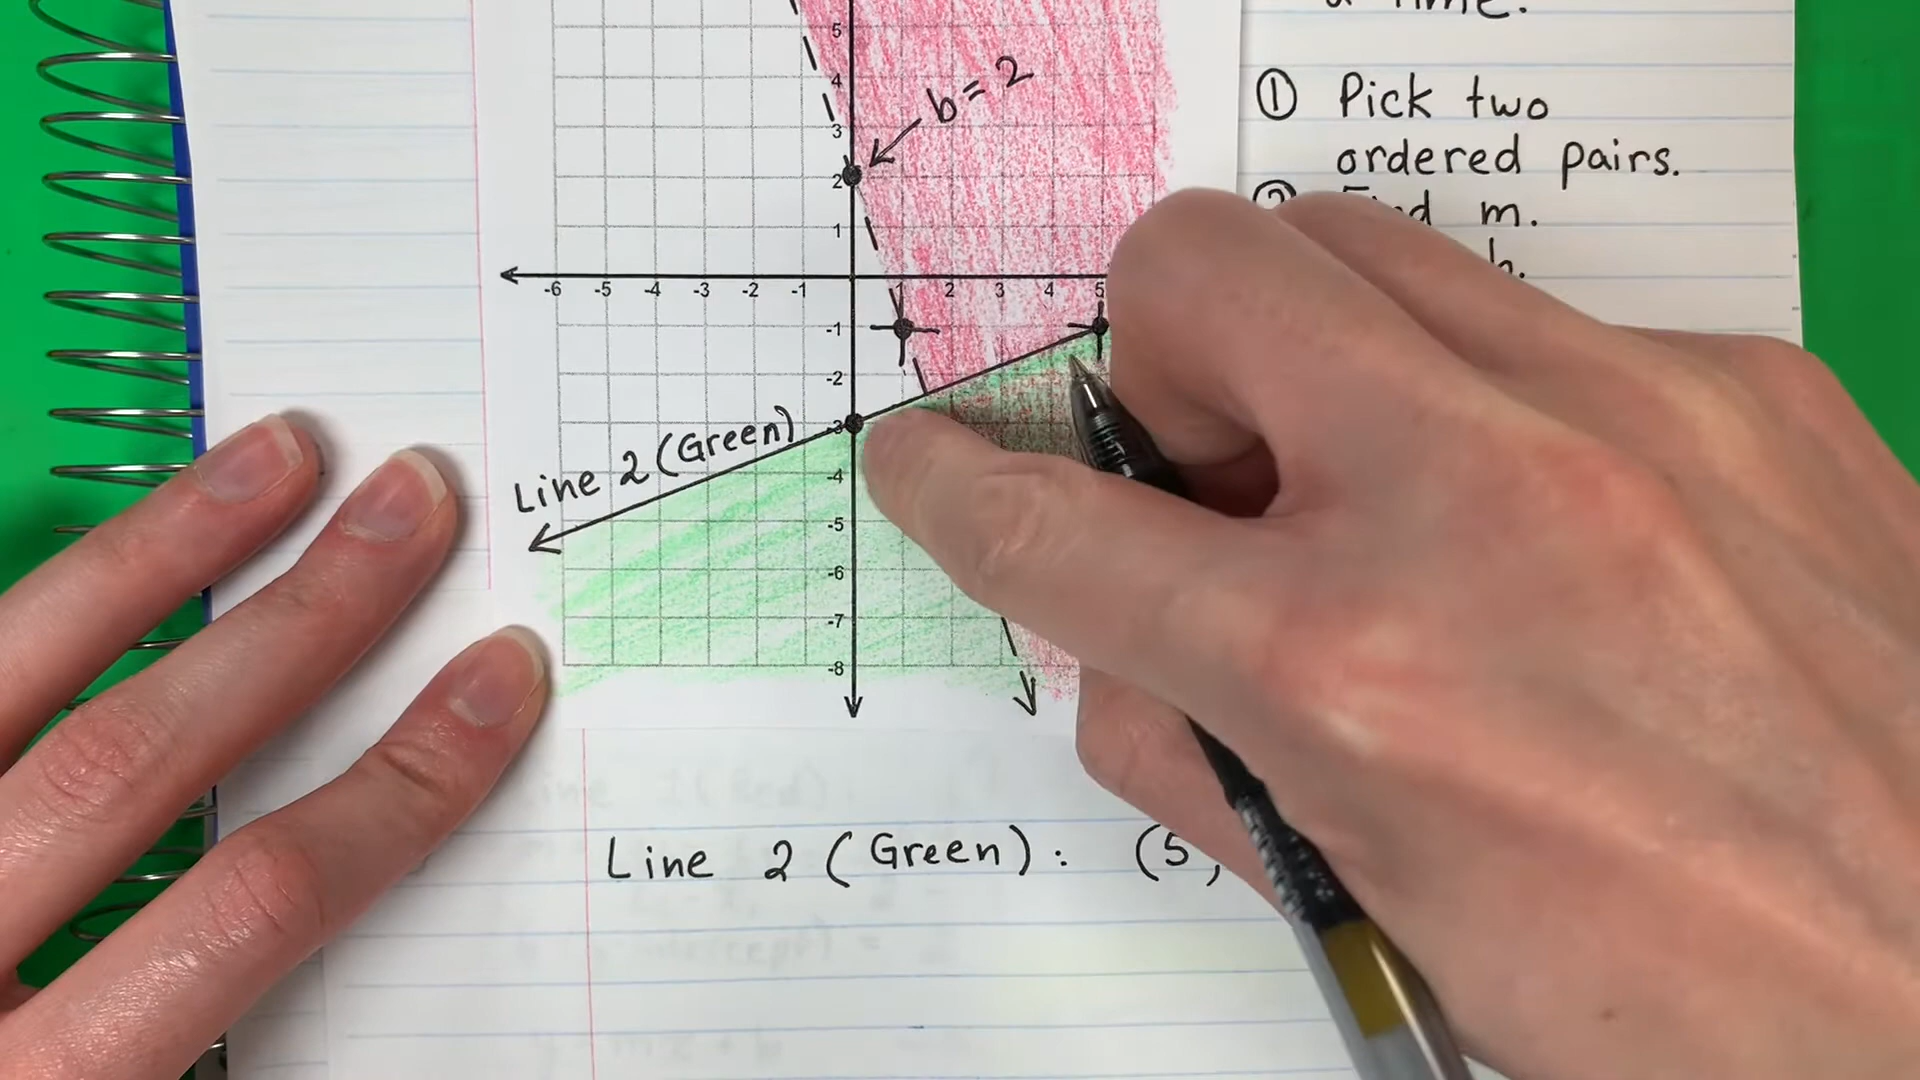 a time.
① Pick two
ordered pairs.
m.
b.
5
4
b = 2
3
2
1
-6 -5 -4 -3 -2 -1 2 3 4 5
-1
-2
-3
Line 2 (Green)
-4
-5
-6
-7
-8
Line 2 (Green): (5,